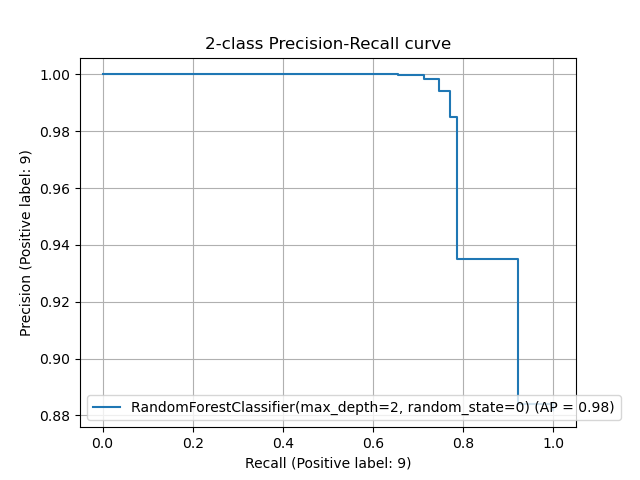 2-class Precision-Recall curve
1.00
0.98
0.96
0.94
0.92
0.90
0.88
Precision (Positive label: 9)
RandomForestClassifier(max_depth=2, random_state=0) (AP = 0.98)
0.0 0.2 0.4 0.6 0.8 1.0
Recall (Positive label: 9)